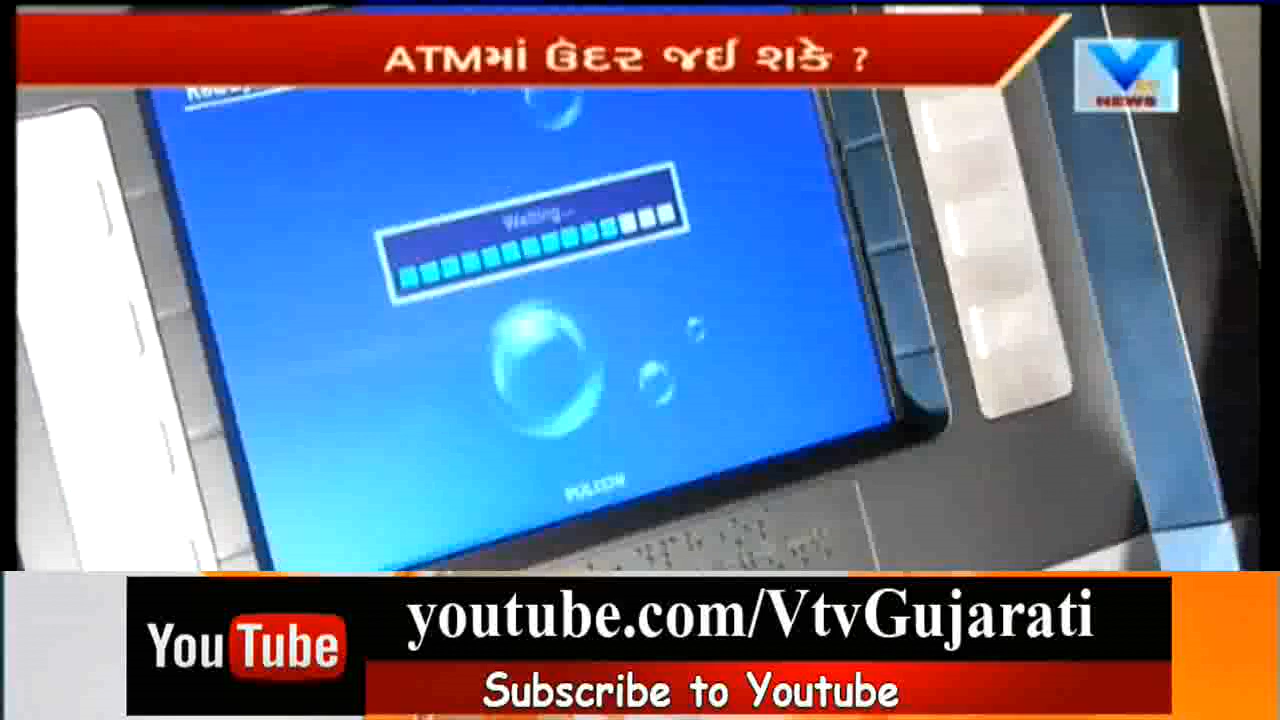 ATMમાં ઉંદર જઈ શકે ?
NEWS
Waiting...
YouTube
youtube.com/VtvGujarati
Subscribe to Youtube